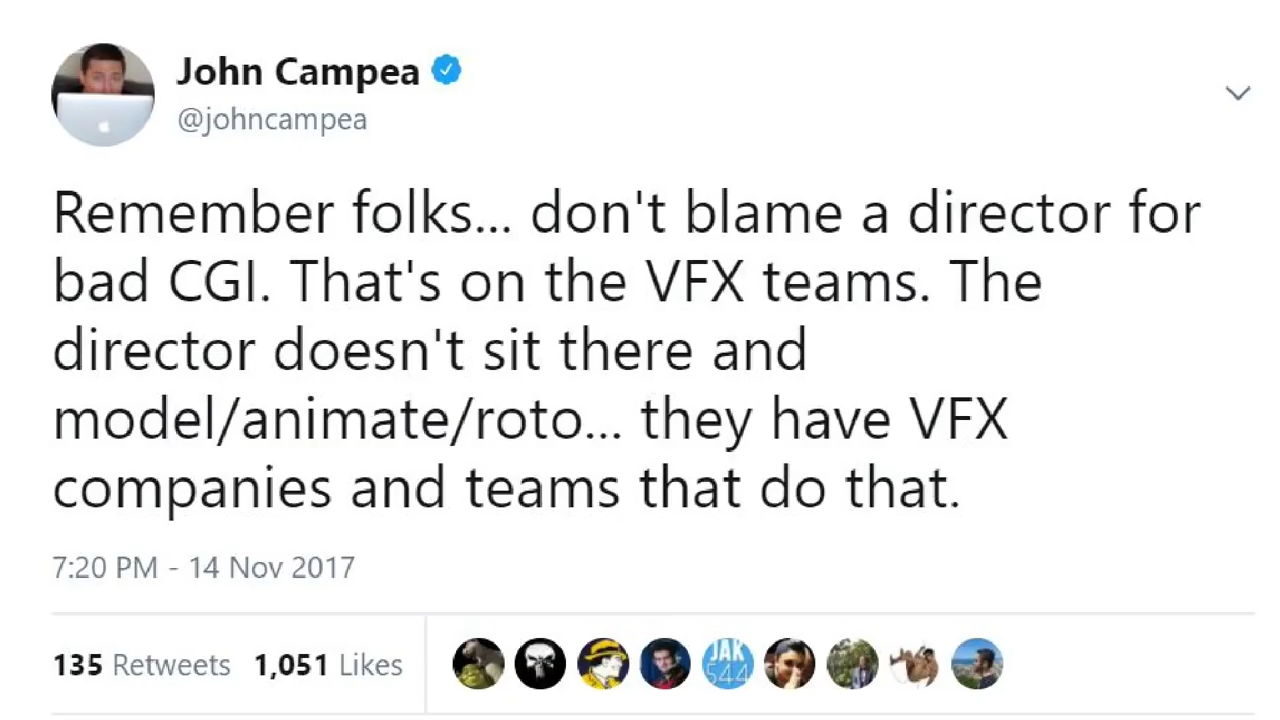 John Campea
@johncampea
Remember folks... don't blame a director for
bad CGI. That's on the VFX teams. The
director doesn't sit there and
model/animate/roto... they have VFX
companies and teams that do that.
7:20 PM - 14 Nov 2017
135 Retweets 1,051 Likes
JAK
544